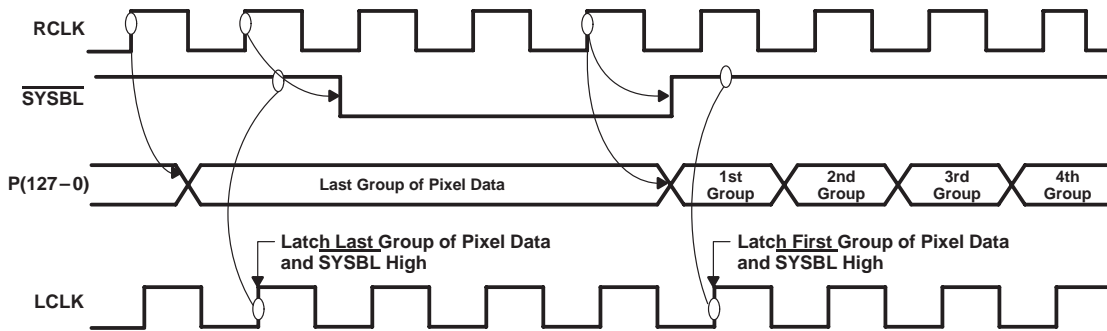 RCLK
SYSBL
P(127–0)
Last Group of Pixel Data
1st
Group
2nd
Group
3rd
Group
4th
Group
Latch Last Group of Pixel Data
and SYSBL High
Latch First Group of Pixel Data
and SYSBL High
LCLK